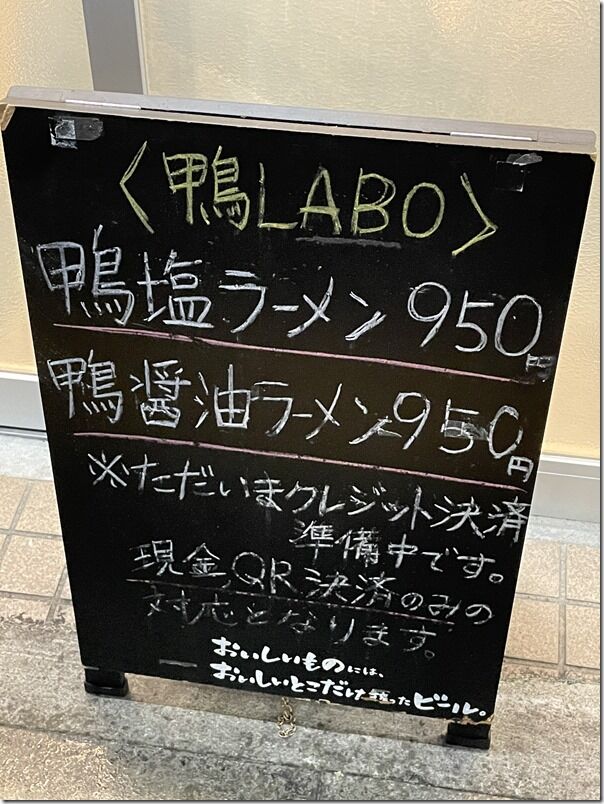 〈鴨LABO〉
鴨塩ラーメン950円
鴨醤油ラーメン950円
※ただいまクレジット決済
準備中です。
現金、QR決済のみの
対応となります。
おいしいものには、
おいしいとこだけ搾ったビール。